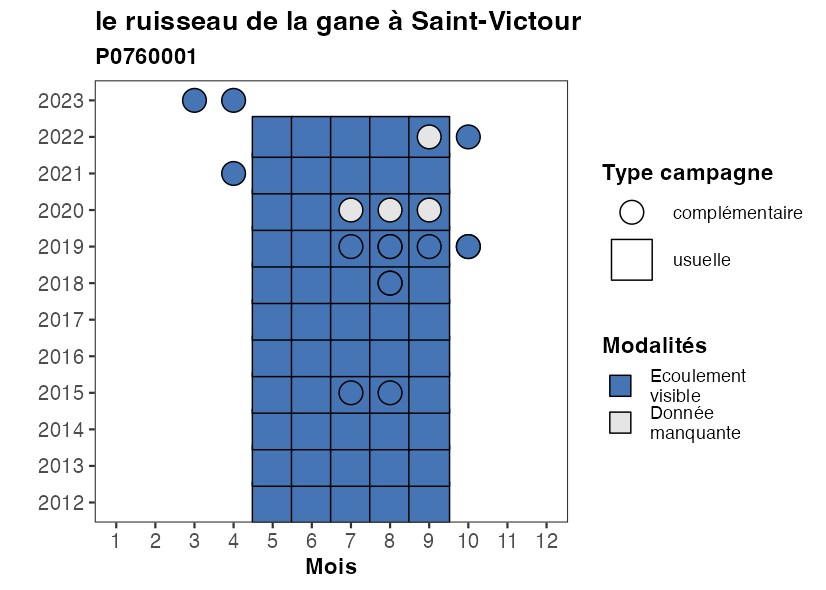 le ruisseau de la gane à Saint-Victour
P0760001
2023
2022
2021
2020
2019
2018
2017
2016
2015
2014
2013
2012
1 2 3 4 5 6 7 8 9 10 11 12
Mois
Type campagne
complémentaire
usuelle
Modalités
Ecoulement
visible
Donnée
manquante